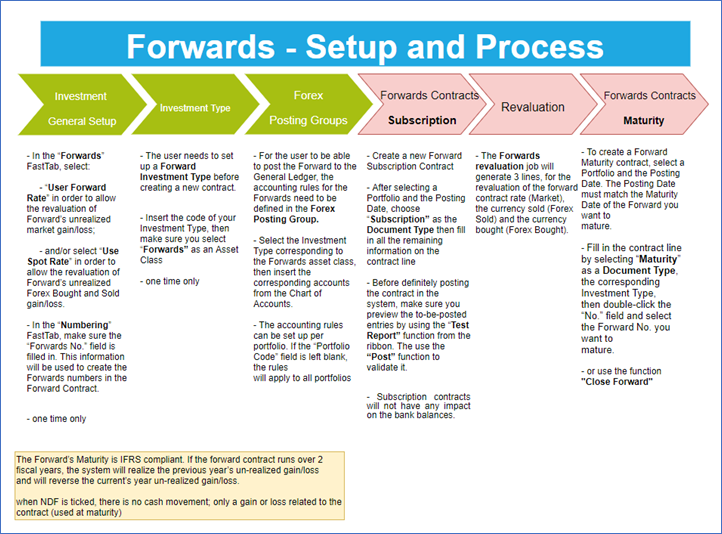 Forwards - Setup and Process
Investment
General Setup
Investment Type
Forex
Posting Groups
Forwards Contracts
Subscription
Revaluation
Forwards Contracts
Maturity
- In the “Forwards”
FastTab, select:
- “User Forward
Rate” in order to allow
the revaluation of
Forward’s unrealized
market gain/loss;
- and/or select “Use
Spot Rate” in order to
allow the revaluation of
Forward’s unrealized
Forex Bought and Sold
gain/loss.
- In the “Numbering”
FastTab, make sure the
“Forwards No.” field is
filled in. This information
will be used to create the
Forwards numbers in the
Forward Contract.
- one time only
- The user needs to set
up a Forward
Investment Type before
creating a new contract.
- Insert the code of your
Investment Type, then
make sure you select
“Forwards” as an Asset
Class
- one time only
- For the user to be able
to post the Forward to the
General Ledger, the
accounting rules for the
Forwards need to be
defined in the Forex
Posting Group.
- Select the Investment
Type corresponding to
the Forwards asset class,
then insert the
corresponding accounts
from the Chart of
Accounts.
- The accounting rules
can be set up per
portfolio. If the “Portfolio
Code” field is left blank,
the rules
will apply to all portfolios
- Create a new Forward
Subscription Contract
- After selecting a
Portfolio and the Posting
Date, choose
“Subscription” as the
Document Type then fill
in all the remaining
information on the
contract line
- Before definitely posting
the contract in the
system, make sure you
preview the to-be-posted
entries by using the “Test
Report” function from the
ribbon. The use the
“Post” function to
validate it.
- Subscription contracts
will not have any impact
on the bank balances.
- The Forwards
revaluation job will
generate 3 lines, for the
revaluation of the forward
contract rate (Market),
the currency sold (Forex
Sold) and the currency
bought (Forex Bought).
- To create a Forward
Maturity contract, select a
Portfolio and the Posting
Date. The Posting Date
must match the Maturity
Date of the Forward you
want to
mature.
- Fill in the contract line
by selecting “Maturity”
as a Document Type,
the corresponding
Investment Type,
then double-click the
“No.” field and select
the Forward No. you
want to
mature.
- or use the function
"Close Forward"
The Forward’s Maturity is IFRS compliant. If the forward contract runs over 2
fiscal years, the system will realize the previous year’s un-realized gain/loss
and will reverse the current’s year un-realized gain/loss.
when NDF is ticked, there is no cash movement; only a gain or loss related to the
contract (used at maturity)